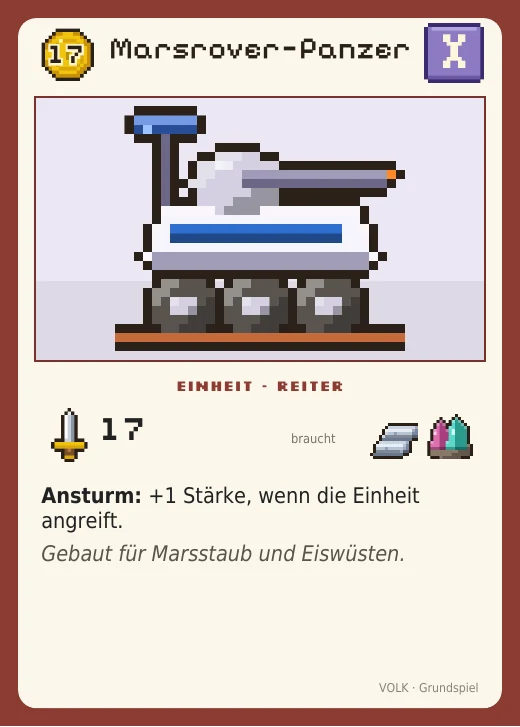 17 Marsrover-Panzer X
EINHEIT - REITER
17 braucht
Ansturm: +1 Stärke, wenn die Einheit
angreift.
Gebaut für Marsstaub und Eiswüsten.
VOLK · Grundspiel